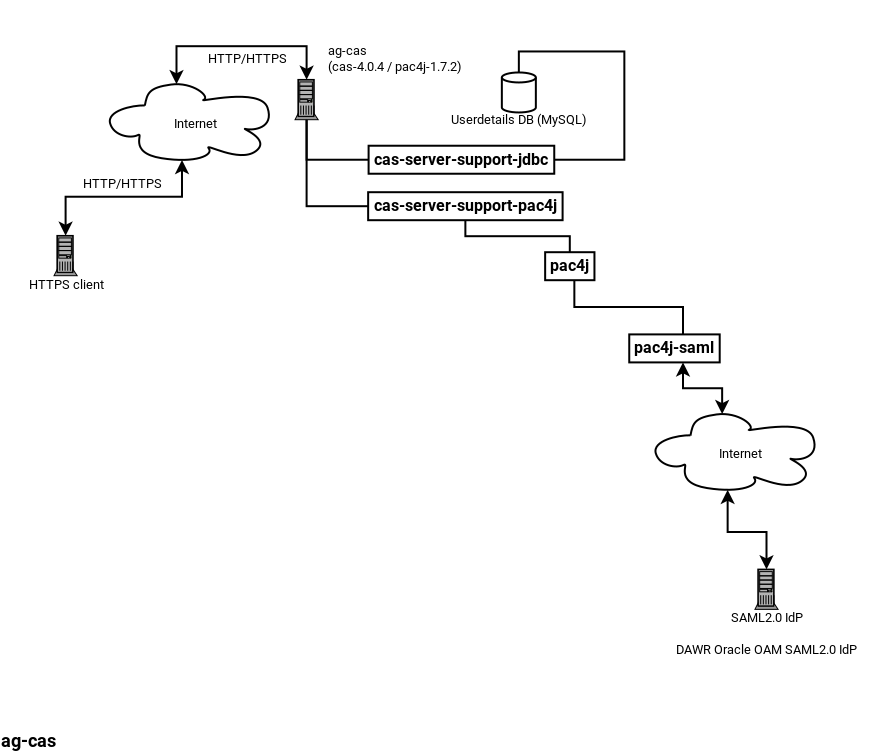 ag-cas
(cas-4.0.4 / pac4j-1.7.2)
HTTP/HTTPS
Internet
Userdetails DB (MySQL)
cas-server-support-jdbc
HTTP/HTTPS
cas-server-support-pac4j
pac4j
HTTPS client
pac4j-saml
Internet
SAML2.0 IdP
DAWR Oracle OAM SAML2.0 IdP
ag-cas